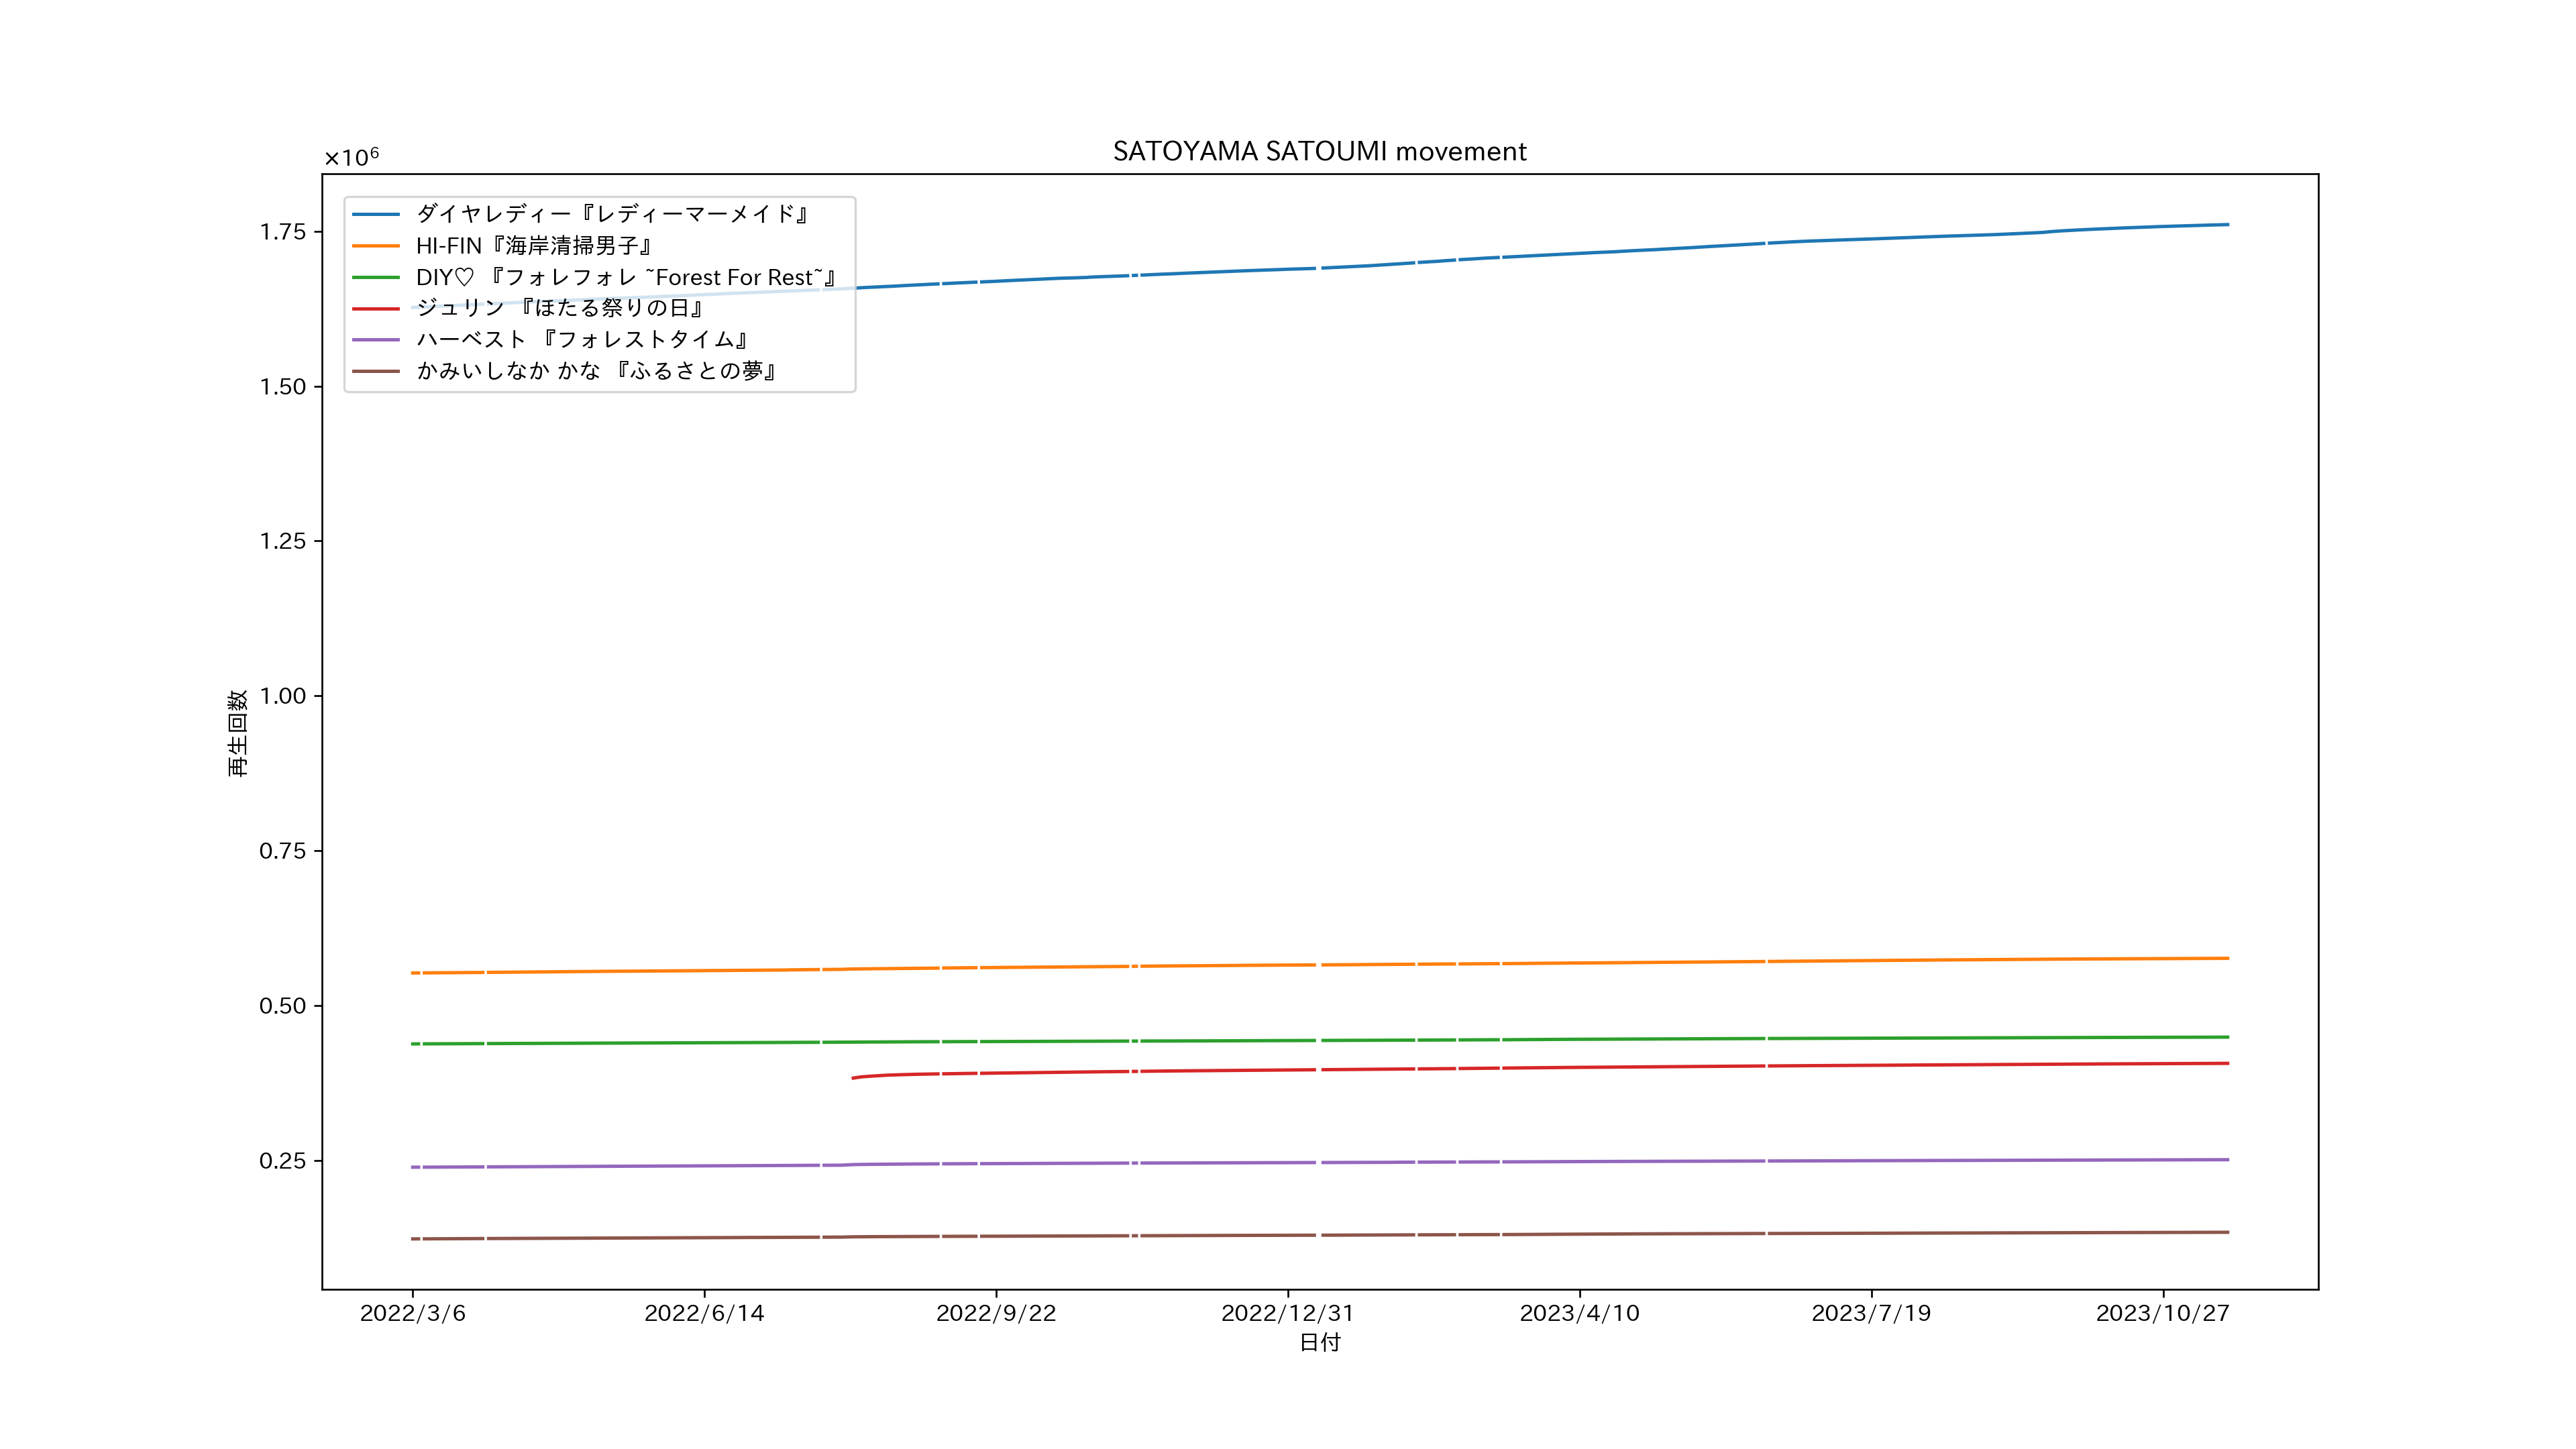 SATOYAMA SATOUMI movement
×10⁶
ダイヤレディー『レディーマーメイド』
HI-FIN『海岸清掃男子』
DIY♡ 『フォレフォレ ~Forest For Rest~』
ジュリン 『ほたる祭りの日』
ハーベスト 『フォレストタイム』
かみいしなか かな 『ふるさとの夢』
1.75
1.50
1.25
1.00
0.75
0.50
0.25
再生回数
2022/3/6
2022/6/14
2022/9/22
2022/12/31
2023/4/10
2023/7/19
2023/10/27
日付